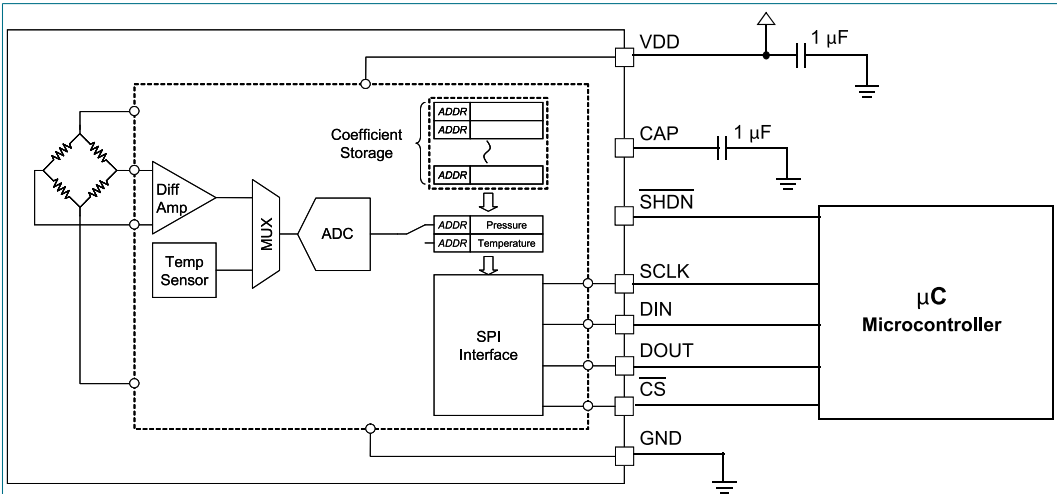 VDD
1 µF
CAP
1 µF
SHDN
SCLK
DIN
DOUT
CS
GND
Coefficient
Storage
ADDR
ADDR
ADDR
Diff
Amp
Temp
Sensor
MUX
ADC
ADDR Pressure
ADDR Temperature
SPI
Interface
µC
Microcontroller